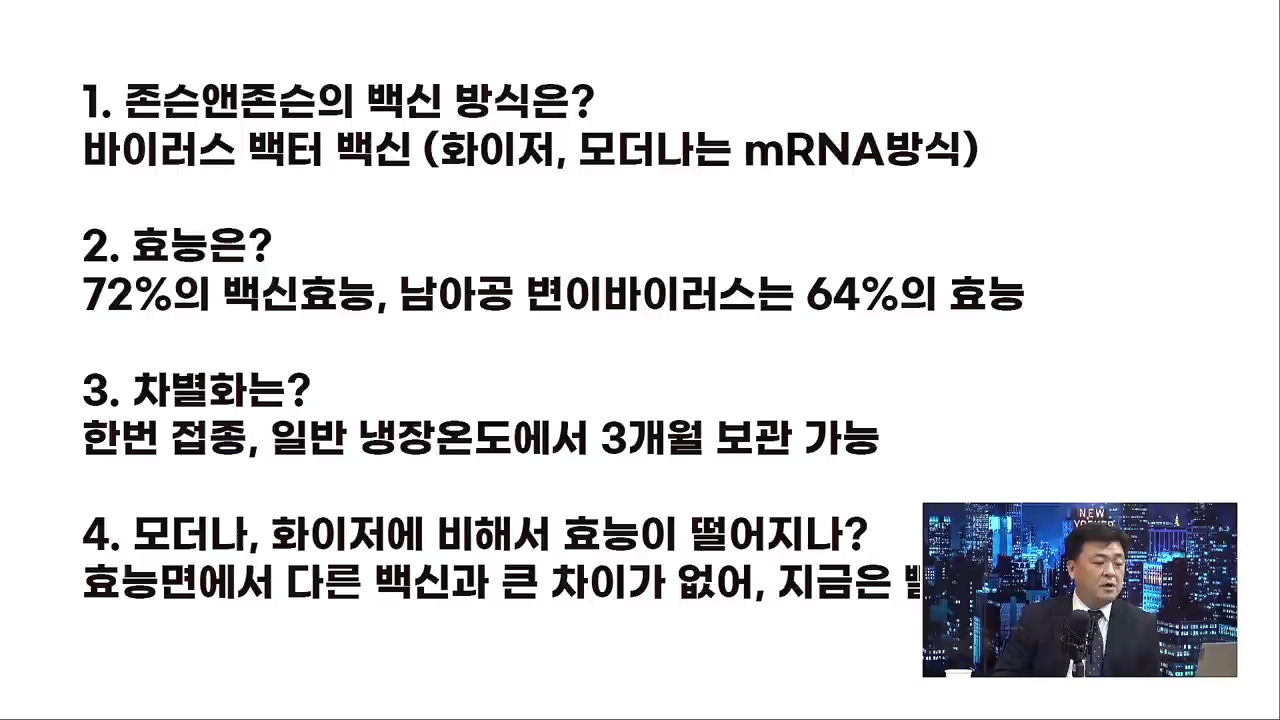 1. 존슨앤존슨의 백신 방식은?
바이러스 백터 백신 (화이저, 모더나는 mRNA방식)
2. 효능은?
72%의 백신효능, 남아공 변이바이러스는 64%의 효능
3. 차별화는?
한번 접종, 일반 냉장온도에서 3개월 보관 가능
4. 모더나, 화이저에 비해서 효능이 떨어지나?
효능면에서 다른 백신과 큰 차이가 없어, 지금은
NEW
YORKER